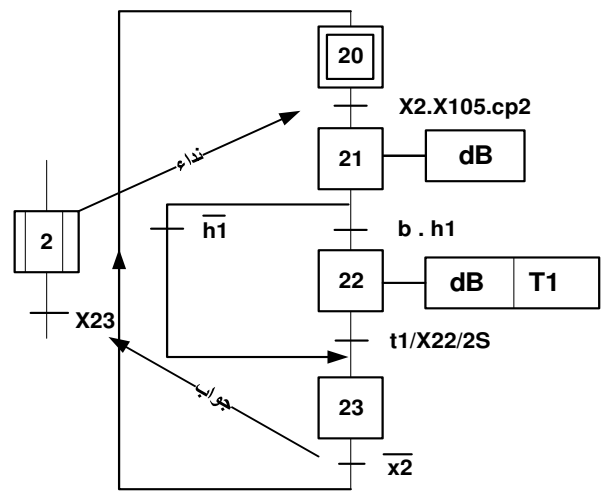 20
X2.X105.cp2
نداء
21
dB
h1
b . h1
2
22
dB
T1
X23
t1/X22/2S
جواب
23
x2